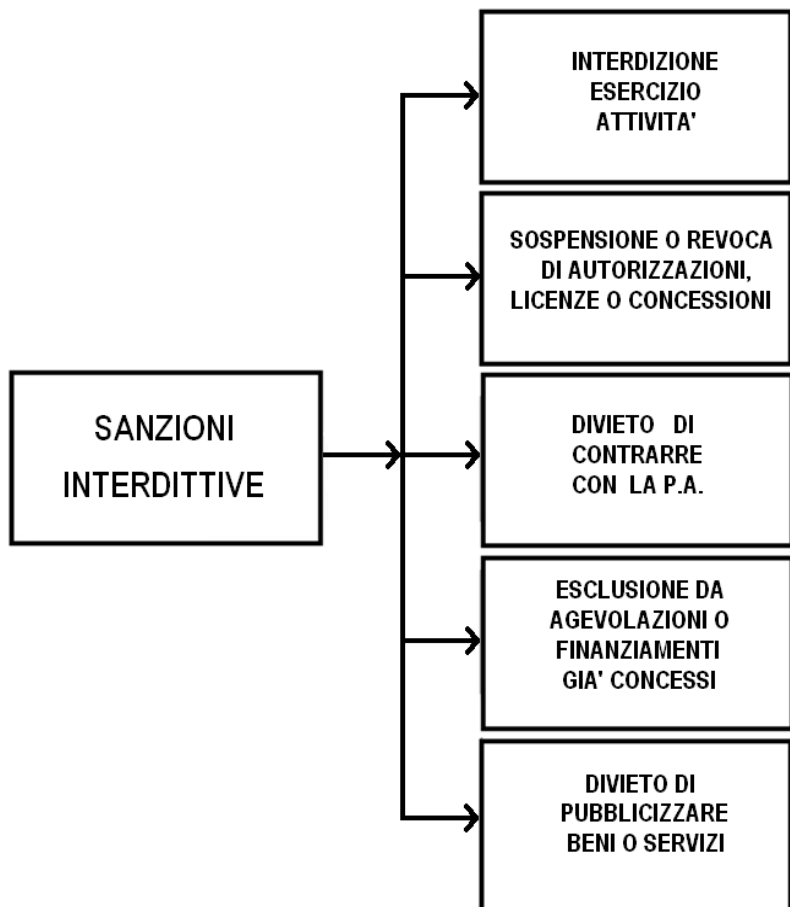 INTERDIZIONE
ESERCIZIO
ATTIVITA'
SOSPENSIONE O REVOCA
DI AUTORIZZAZIONI,
LICENZE O CONCESSIONI
SANZIONI
INTERDITTIVE
DIVIETO DI
CONTRARRE
CON LA P.A.
ESCLUSIONE DA
AGEVOLAZIONI O
FINANZIAMENTI
GIA' CONCESSI
DIVIETO DI
PUBBLICIZZARE
BENI O SERVIZI